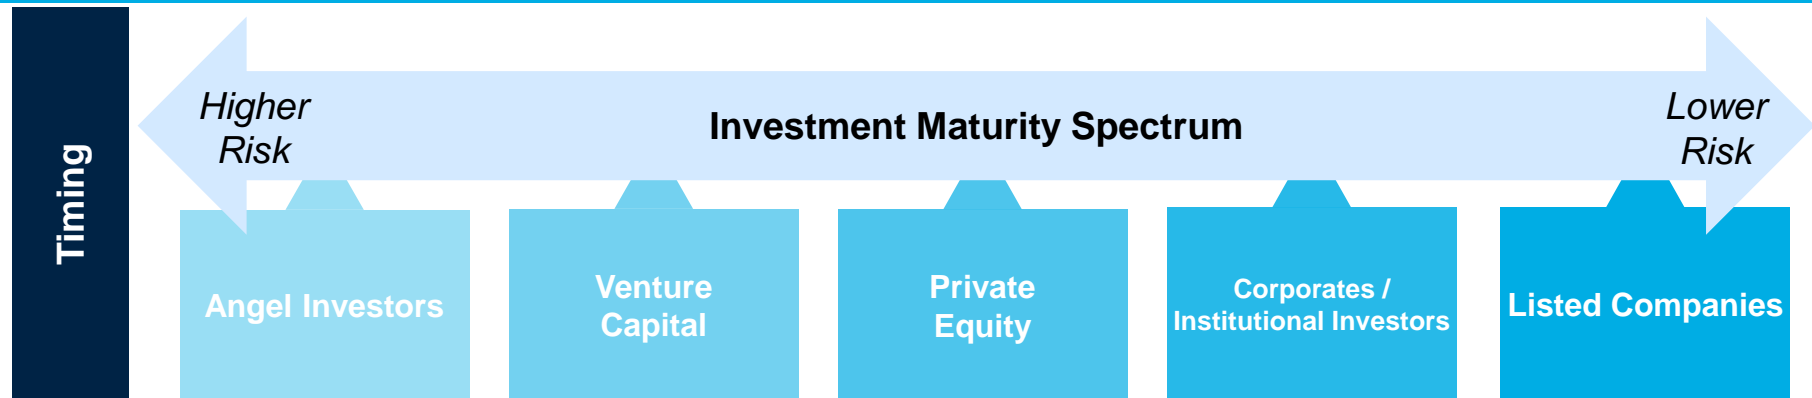 Timing
Higher
Risk
Investment Maturity Spectrum
Lower
Risk
Angel Investors
Venture
Capital
Private
Equity
Corporates /
Institutional Investors
Listed Companies